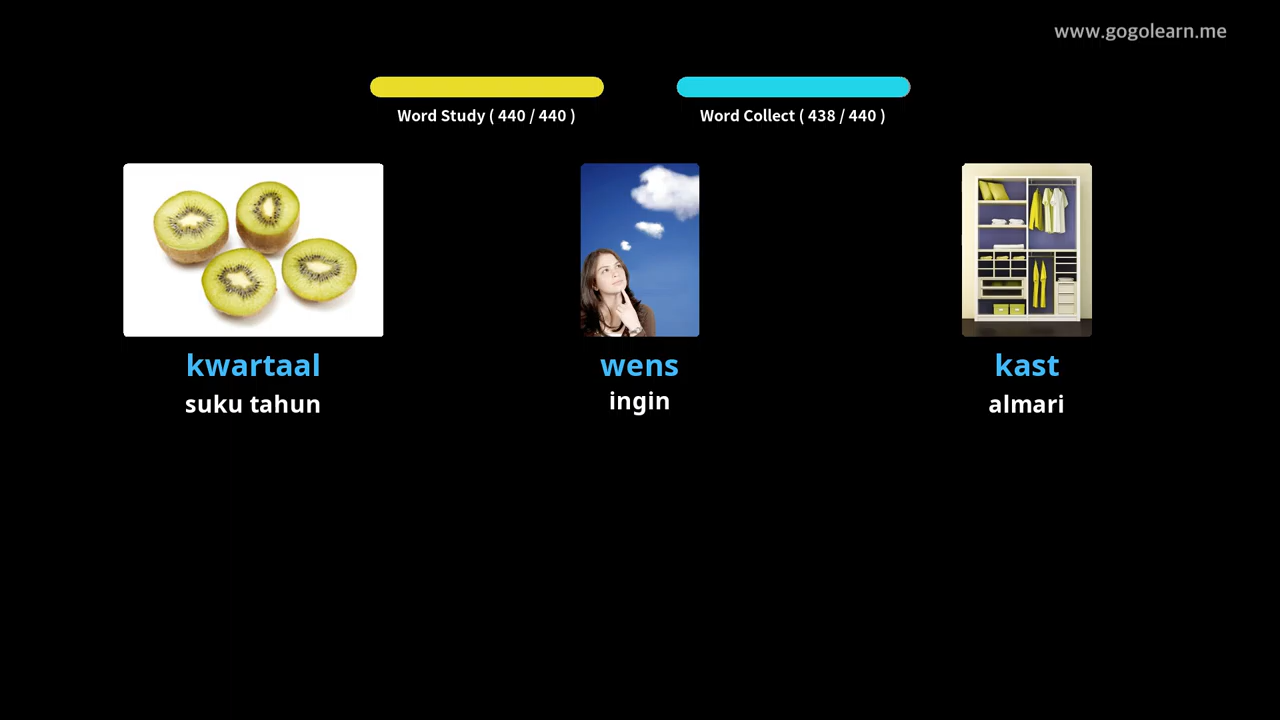 www.gogolearn.me
Word Study ( 440 / 440 )
Word Collect ( 438 / 440 )
kwartaal
suku tahun
wens
ingin
kast
almari